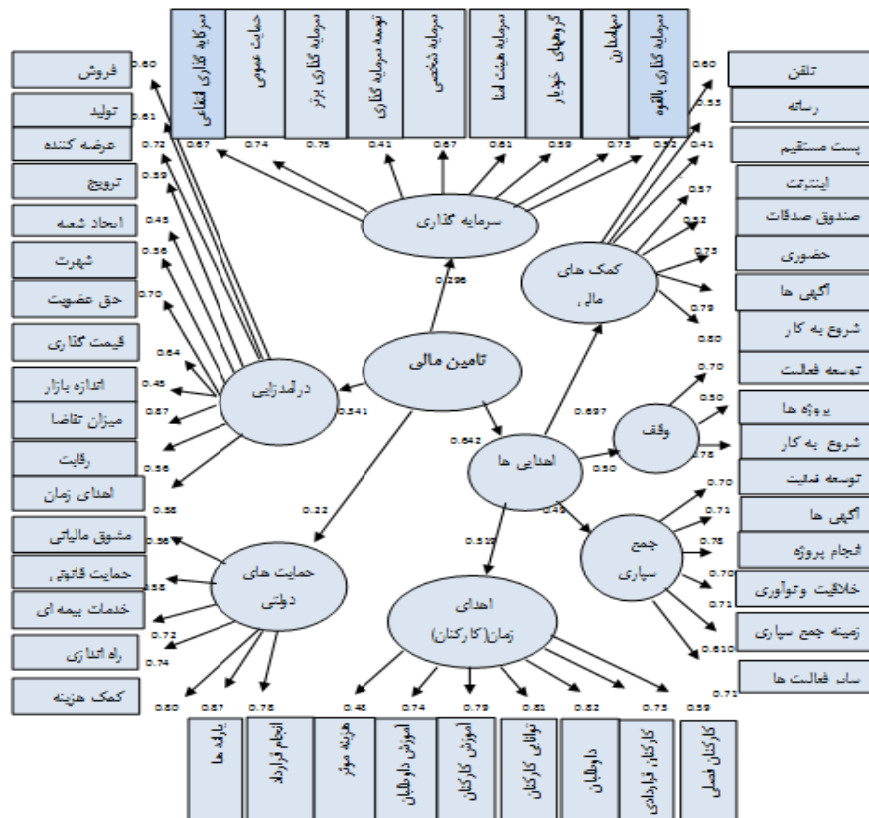 سرمایه گذاری انتفاعی
حمایت عمومی
سرمایه گذاری برتر
توسعه سرمایه گذاری
سرمایه شخصی
سرمایه هیئت امنا
گروههای خودیار
سرمایه گذاری بالقوه
0.67
0.74
0.75
0.41
0.67
0.61
0.59
0.73
0.52
فروش
تولید
عرضه کننده
ترویج
ایجاد شعبه
شهرت
حق عضویت
قیمت گذاری
اندازه بازار
میزان تقاضا
رقابت
اهدای زمان
مشوق مالیاتی
حمایت قانونی
خدمات بیمه ای
راه اندازی
کمک هزینه
0.60
0.61
0.72
0.59
0.45
0.56
0.70
0.64
0.45
0.87
0.56
0.58
0.56
0.58
0.72
0.74
0.80
0.87
0.78
سرمایه گذاری
0.296
تامین مالی
درآمدزایی
0.341
0.642
0.22
حمایت های
دولتی
اهدایی ها
0.697
0.50
0.49
0.519
کمک های
مالی
وقف
جمع
سپاری
اهدای
زمان(کارکنان)
0.60
0.53
0.41
0.57
0.52
0.73
0.79
0.80
0.70
0.50
0.78
0.70
0.71
0.78
0.70
0.71
0.610
تلفن
رسانه
پست مستقیم
اینترنت
صندوق صدقات
حضوری
آگهی ها
شروع به کار
توسعه فعالیت
پروژه ها
شروع به کار
توسعه فعالیت
آگهی ها
انجام پروژه
خلاقیت و نوآوری
زمینه جمع سپاری
سایر فعالیت ها
0.48
0.74
0.79
0.81
0.82
0.73
0.59
0.71
یارانه ها
انجام قرارداد
هزینه موثر
آموزش داوطلبان
آموزش کارکنان
توانایی کارکنان
داوطلبان
کارکنان قراردادی
کارکنان فصلی